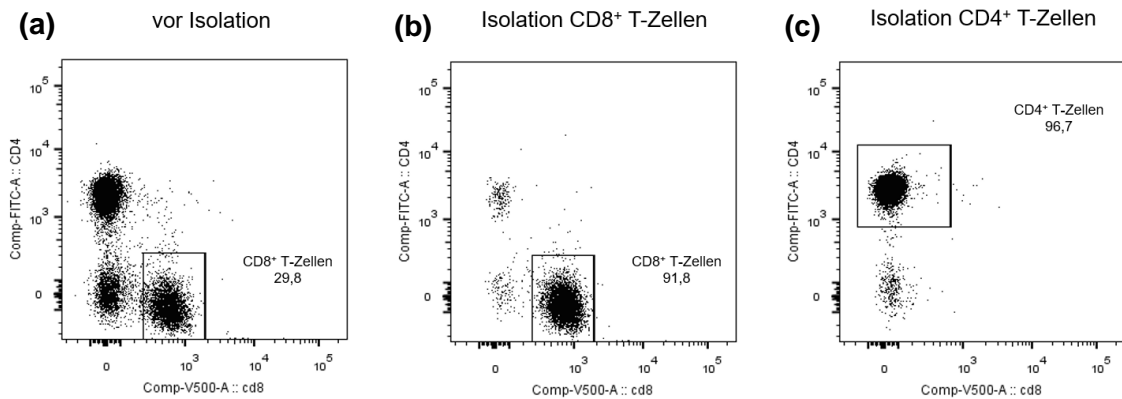 (a) vor Isolation
(b) Isolation CD8⁺ T-Zellen
(c) Isolation CD4⁺ T-Zellen
Comp-FITC-A :: CD4
10⁵
10⁴
10³
0
CD8⁺ T-Zellen
29,8
0 10³ 10⁴ 10⁵
Comp-V500-A :: cd8
Comp-FITC-A :: CD4
10⁵
10⁴
10³
0
CD8⁺ T-Zellen
91,8
0 10³ 10⁴ 10⁵
Comp-V500-A :: cd8
Comp-FITC-A :: CD4
10⁵
10⁴
10³
0
CD4⁺ T-Zellen
96,7
0 10³ 10⁴ 10⁵
Comp-V500-A :: cd8